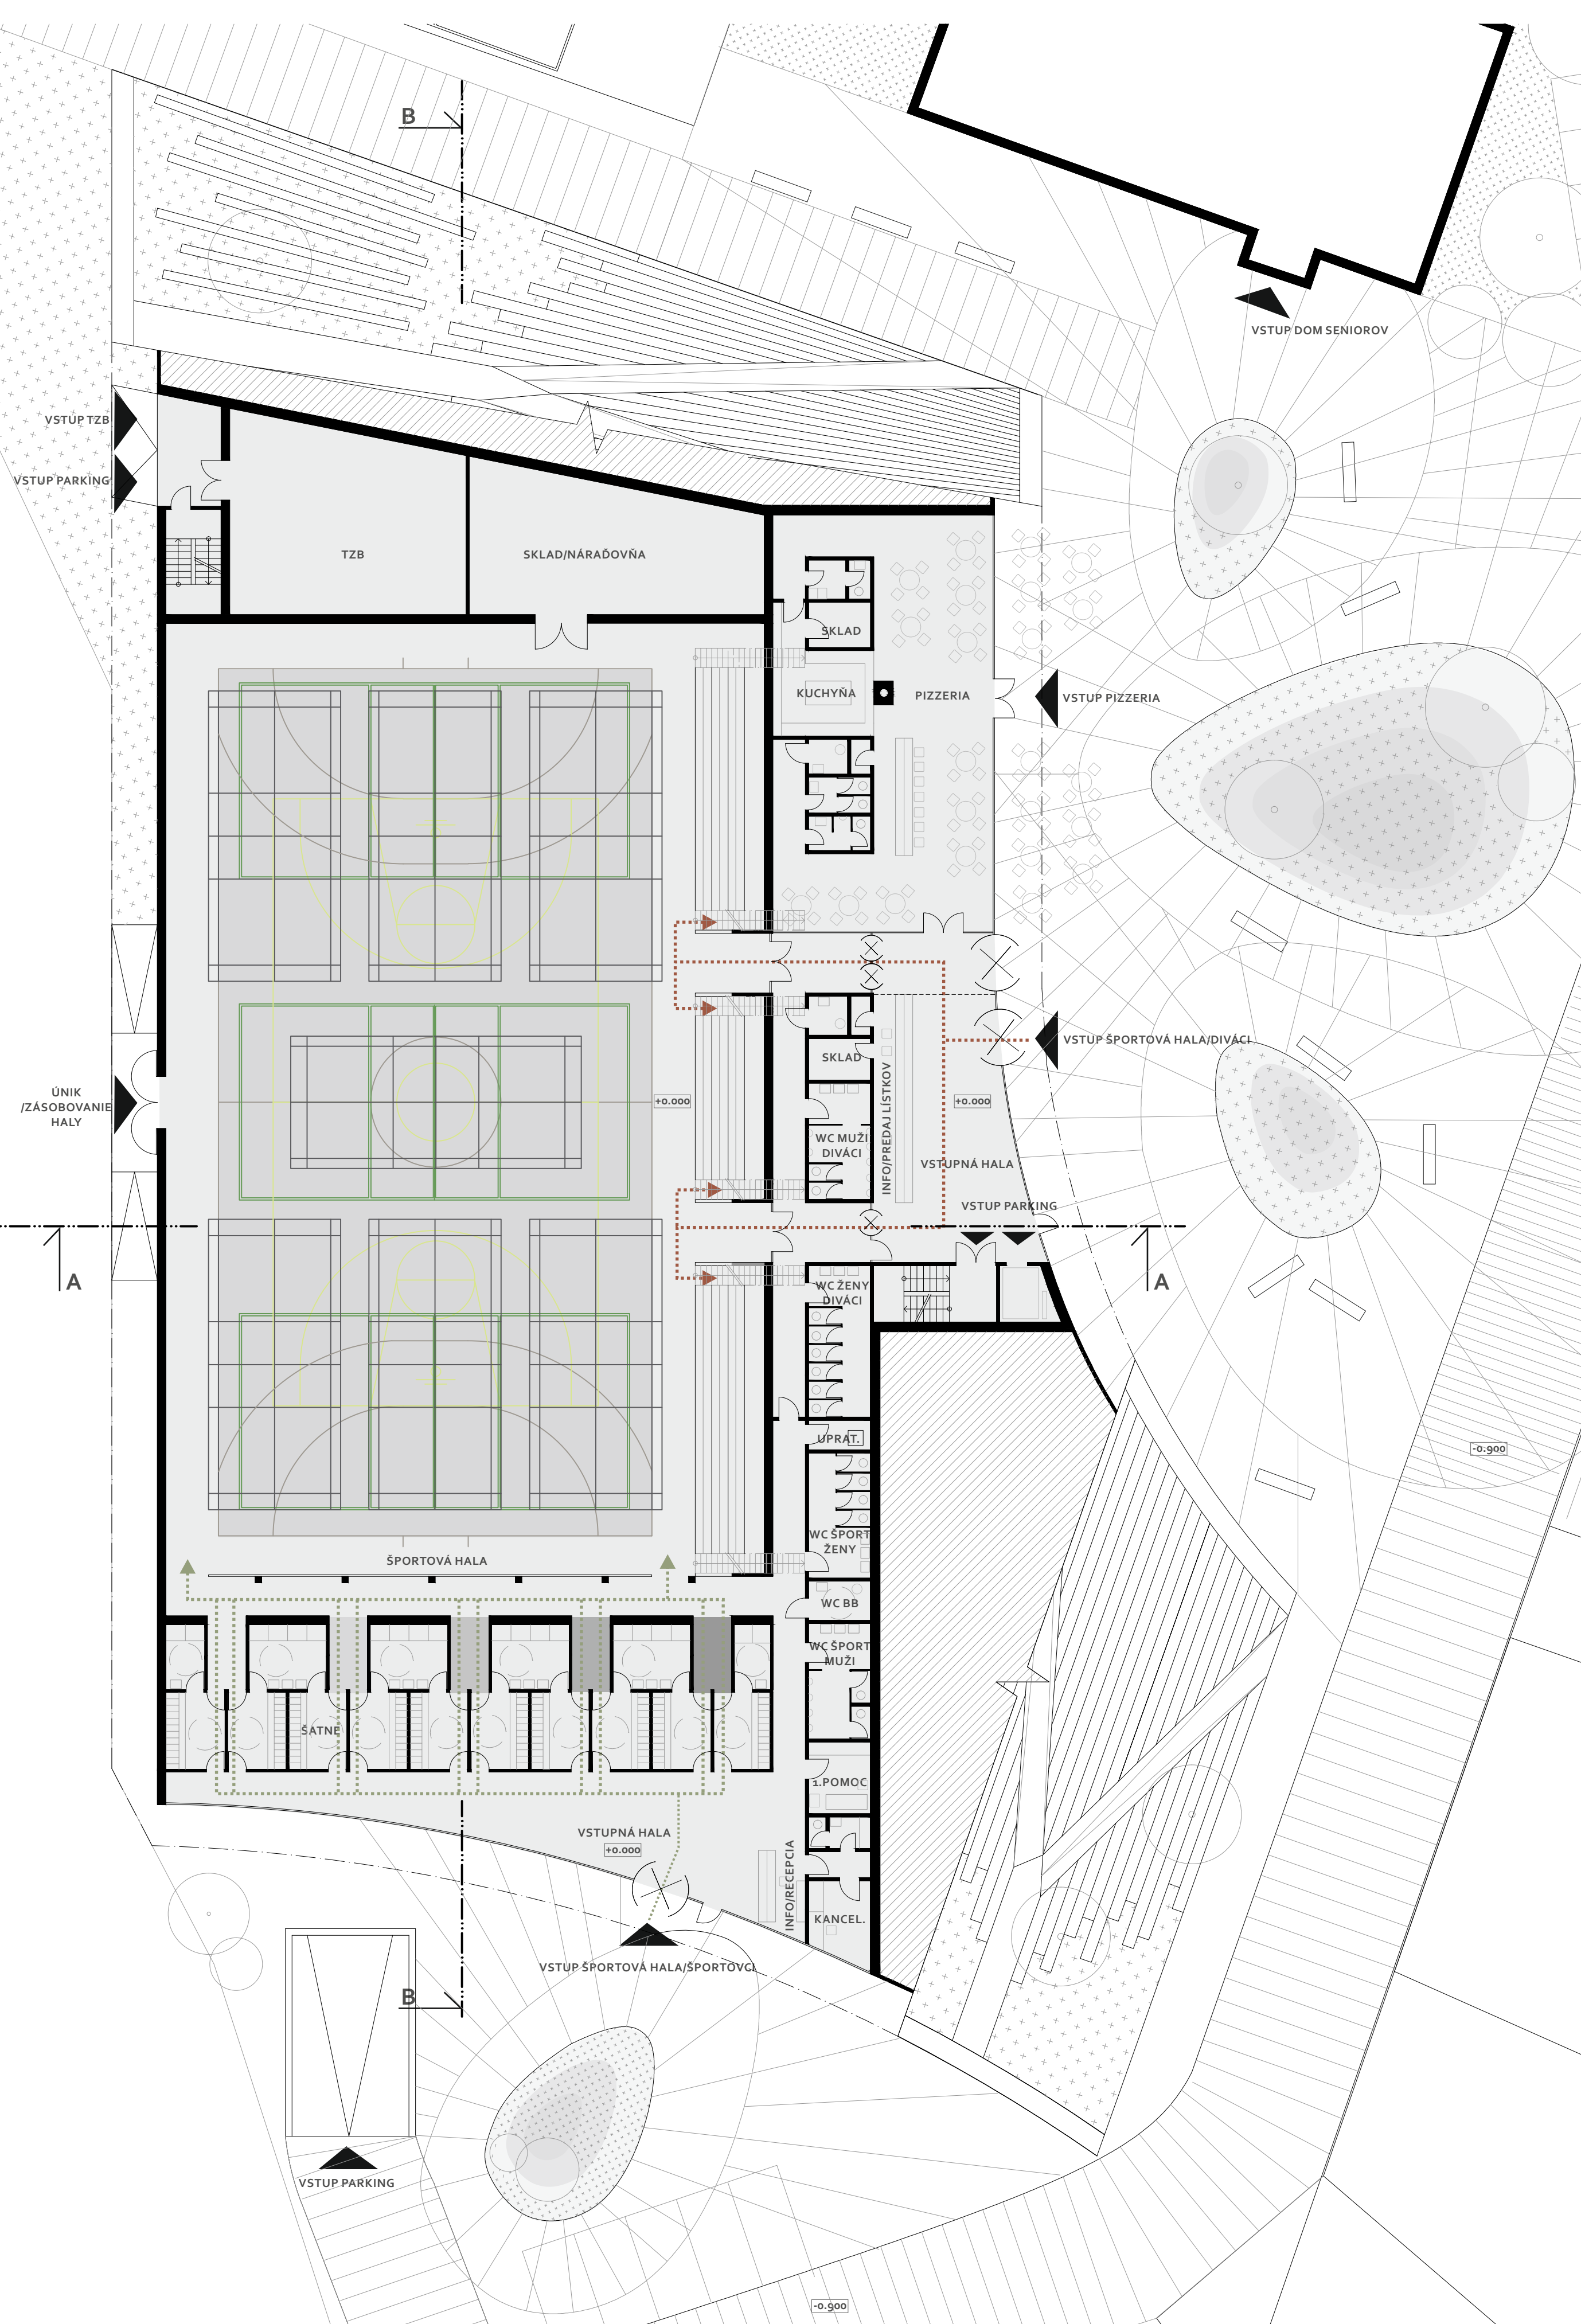 B
VSTUP DOM SENIOROV
VSTUP TZB
VSTUP PARKING
TZB
SKLAD/NÁRAĎOVŇA
SKLAD
KUCHYŇA
PIZZERIA
VSTUP PIZZERIA
VSTUP ŠPORTOVÁ HALA/DIVÁCI
SKLAD
ÚNIK
/ZÁSOBOVANIE
HALY
+0.000
+0.000
INFO/PREDAJ LÍSTKOV
WC MUŽI
DIVÁCI
VSTUPNÁ HALA
VSTUP PARKING
A
A
WC ŽENY
DIVÁCI
UPRAT.
-0.900
WC ŠPORT
ŽENY
ŠPORTOVÁ HALA
WC BB
WC ŠPORT
MUŽI
ŠATNE
1.POMOC
VSTUPNÁ HALA
+0.000
INFO/RECEPCIA
KANCEL.
VSTUP ŠPORTOVÁ HALA/ŠPORTOVCI
B
VSTUP PARKING
-0.900